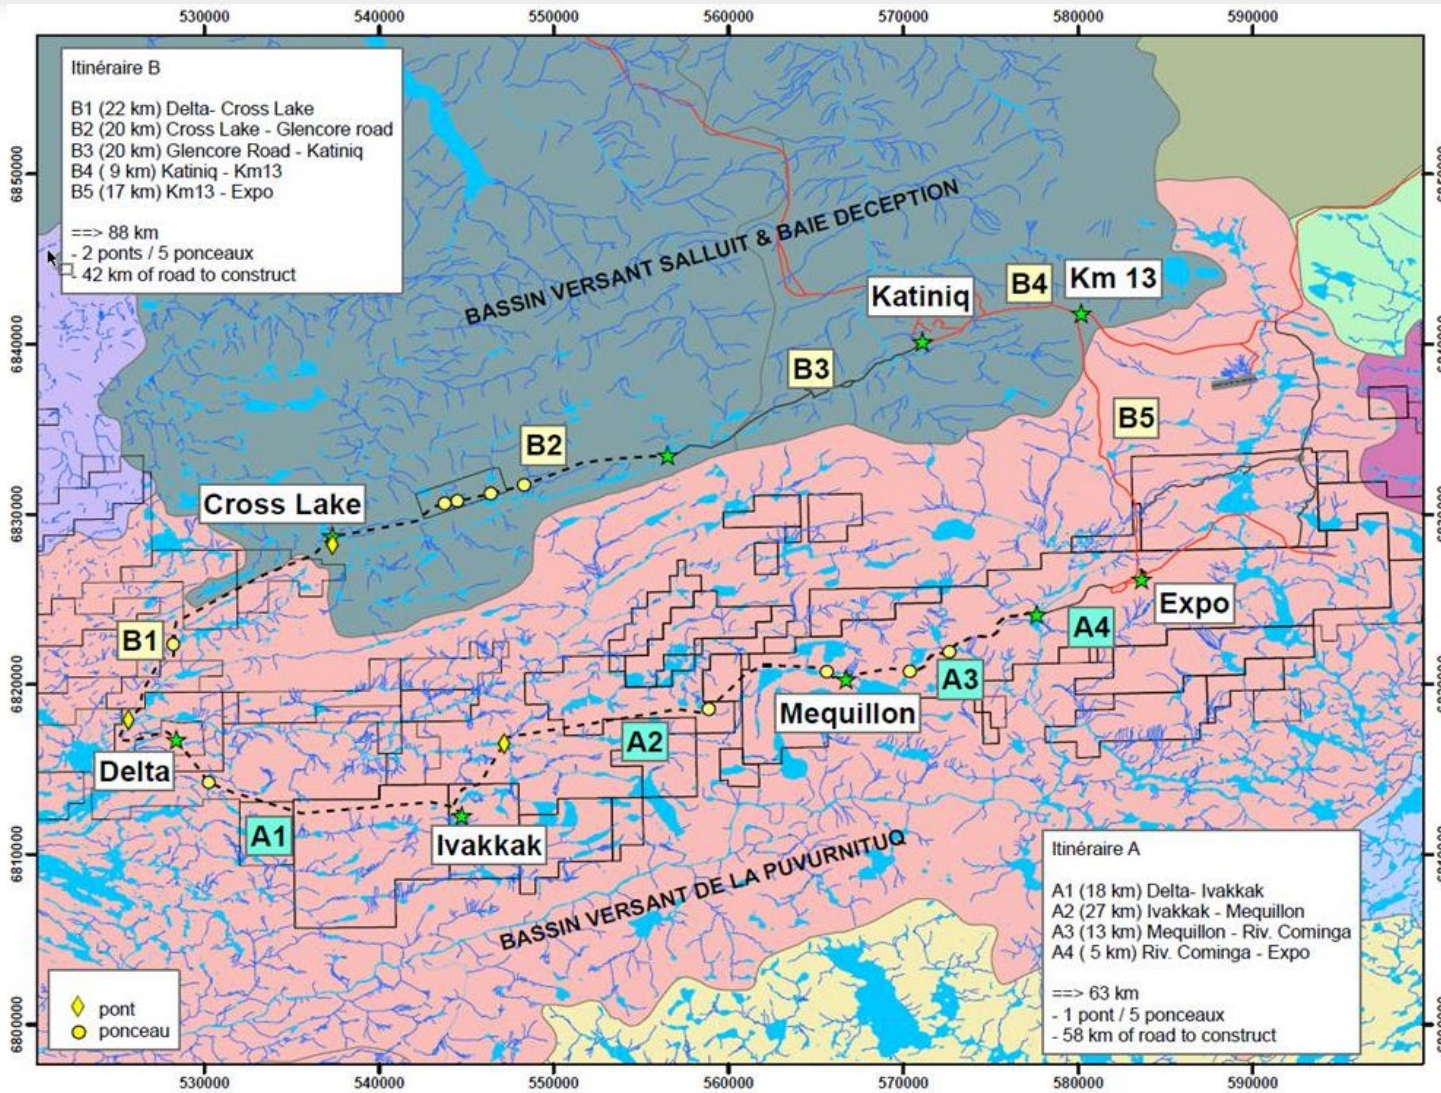 530000 540000 550000 560000 570000 580000 590000
Itinéraire B
B1 (22 km) Delta- Cross Lake
B2 (20 km) Cross Lake - Glencore road
B3 (20 km) Glencore Road - Katiniq
B4 ( 9 km) Katiniq - Km13
B5 (17 km) Km13 - Expo
==> 88 km
- 2 ponts / 5 ponceaux
- 42 km of road to construct
6850000
6840000
6830000
6820000
6810000
6800000
BASSIN VERSANT SALLUIT & BAIE DECEPTION
Katiniq
B4
Km 13
B3
B5
B2
Cross Lake
B1
Expo
A4
A3
Mequillon
A2
Delta
A1
Ivakkak
BASSIN VERSANT DE LA PUVURNITUQ
Itinéraire A
A1 (18 km) Delta- Ivakkak
A2 (27 km) Ivakkak - Mequillon
A3 (13 km) Mequillon - Riv. Cominga
A4 ( 5 km) Riv. Cominga - Expo
==> 63 km
- 1 pont / 5 ponceaux
- 58 km of road to construct
pont
ponceau
530000 540000 550000 560000 570000 580000 590000